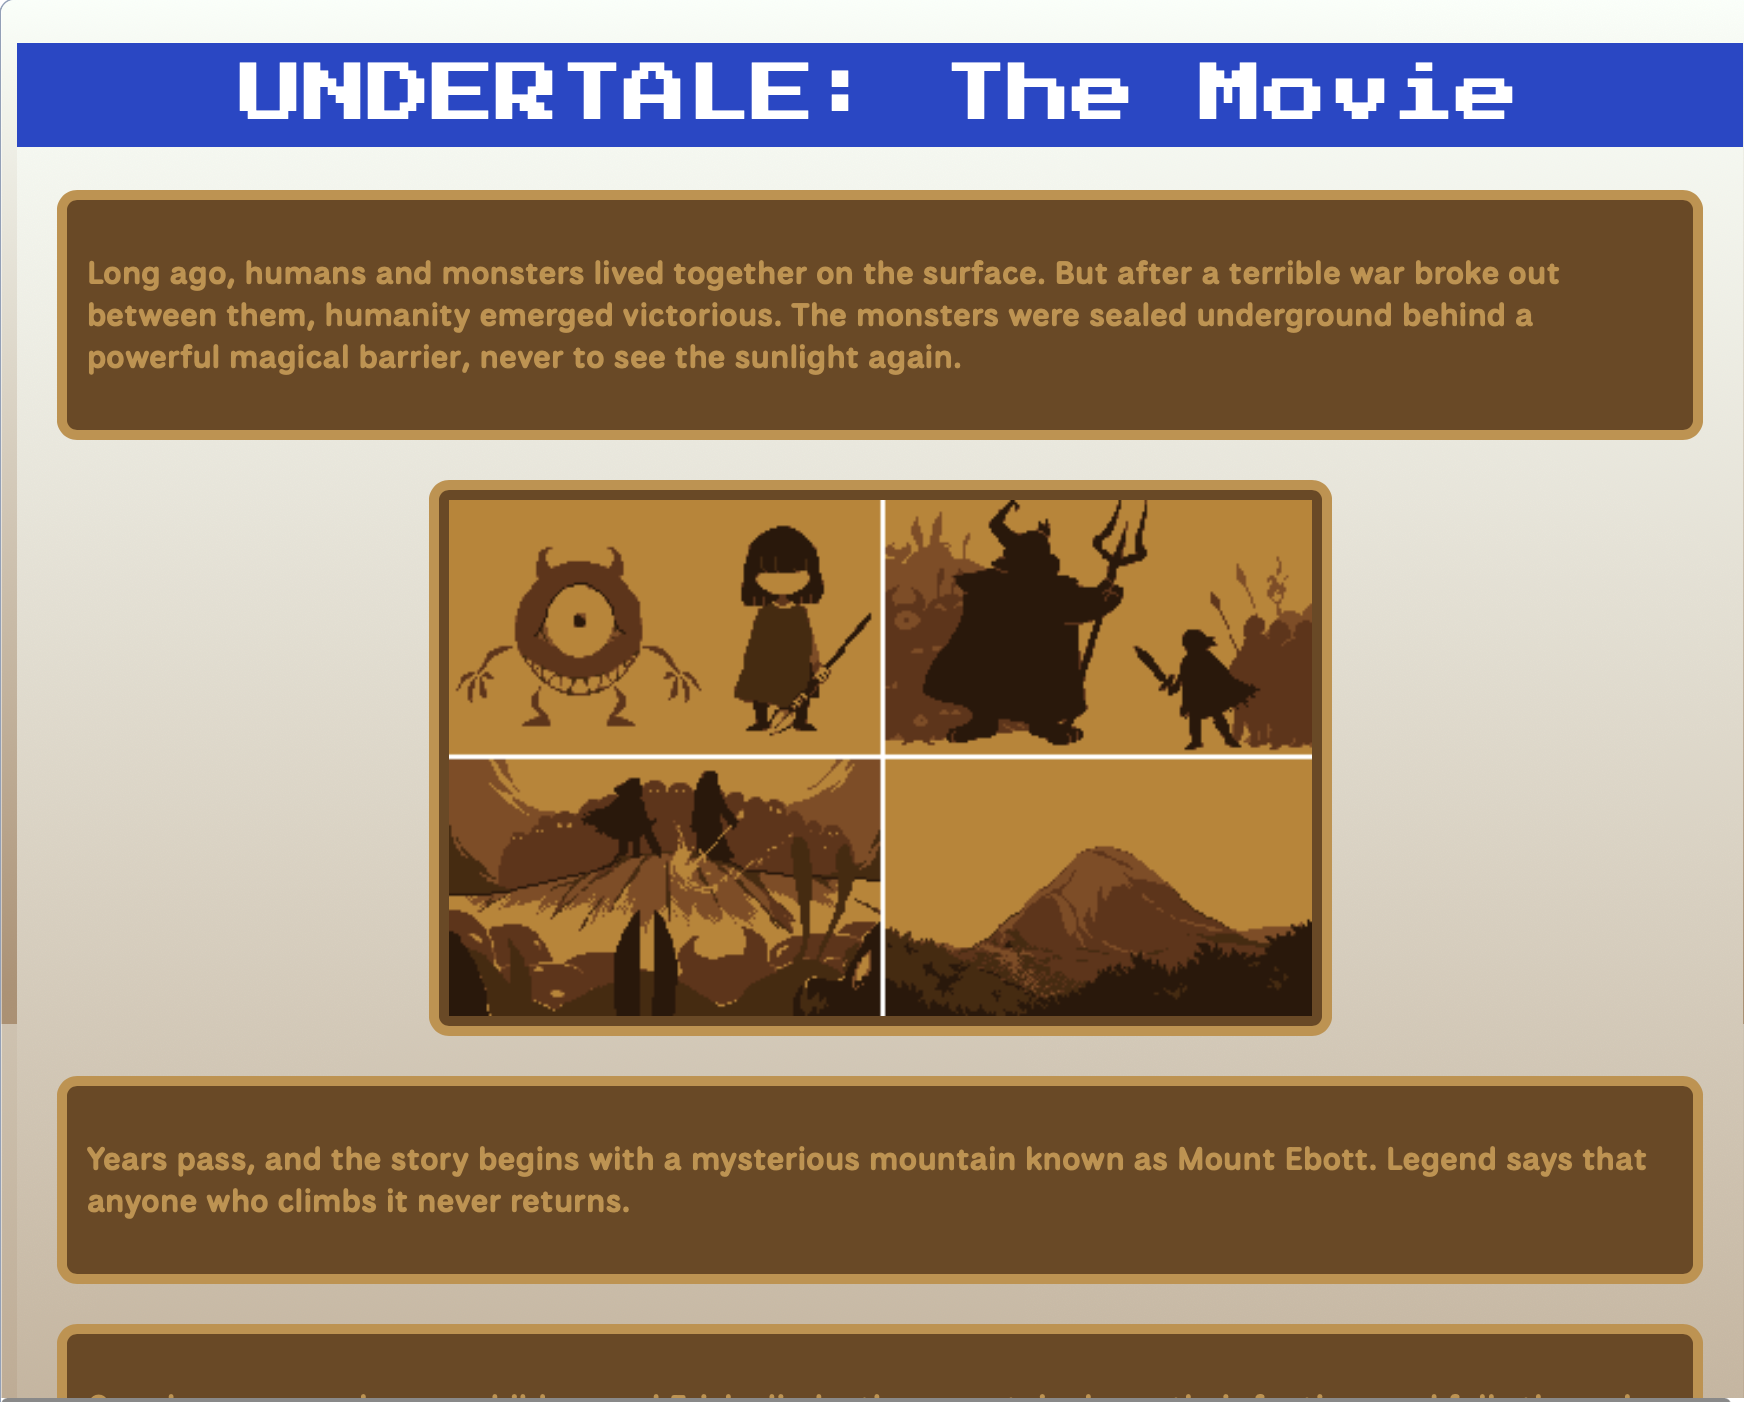 UNDERTALE: The Movie
Long ago, humans and monsters lived together on the surface. But after a terrible war broke out
between them, humanity emerged victorious. The monsters were sealed underground behind a
powerful magical barrier, never to see the sunlight again.
Years pass, and the story begins with a mysterious mountain known as Mount Ebott. Legend says that
anyone who climbs it never returns.